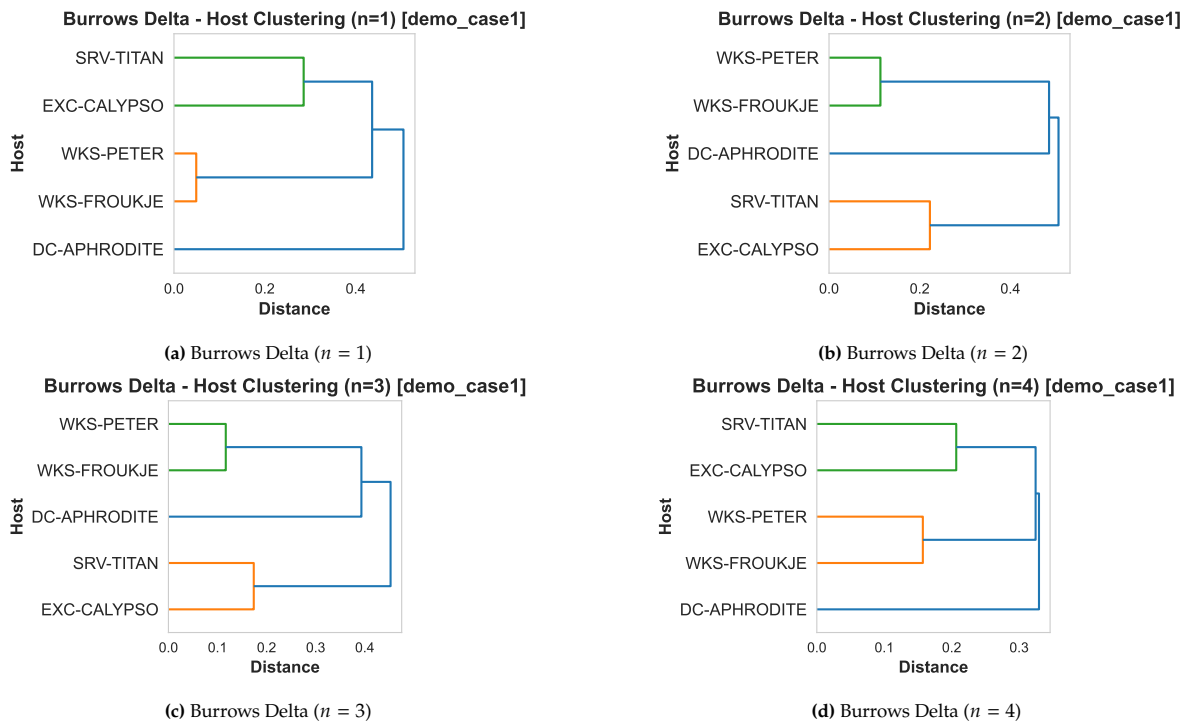 Burrows Delta - Host Clustering (n=1) [demo_case1]
SRV-TITAN
EXC-CALYPSO
WKS-PETER
WKS-FROUKJE
DC-APHRODITE
Host
0.0 0.2 0.4
Distance
(a) Burrows Delta (n = 1)
Burrows Delta - Host Clustering (n=2) [demo_case1]
WKS-PETER
WKS-FROUKJE
DC-APHRODITE
SRV-TITAN
EXC-CALYPSO
Host
0.0 0.2 0.4
Distance
(b) Burrows Delta (n = 2)
Burrows Delta - Host Clustering (n=3) [demo_case1]
WKS-PETER
WKS-FROUKJE
DC-APHRODITE
SRV-TITAN
EXC-CALYPSO
Host
0.0 0.1 0.2 0.3 0.4
Distance
(c) Burrows Delta (n = 3)
Burrows Delta - Host Clustering (n=4) [demo_case1]
SRV-TITAN
EXC-CALYPSO
WKS-PETER
WKS-FROUKJE
DC-APHRODITE
Host
0.0 0.1 0.2 0.3
Distance
(d) Burrows Delta (n = 4)